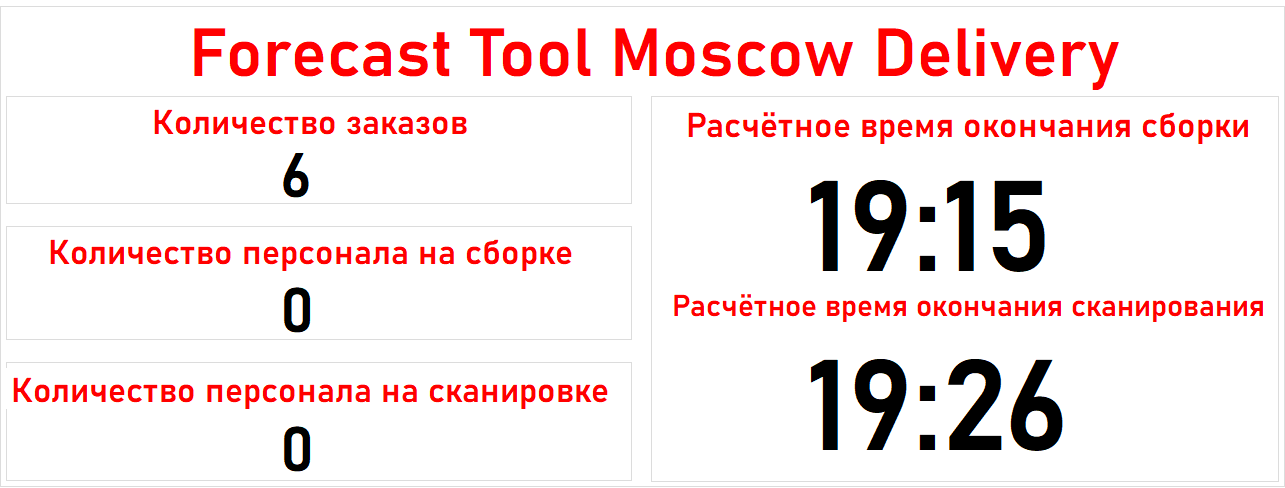 Forecast Tool Moscow Delivery
Количество заказов
6
Количество персонала на сборке
0
Количество персонала на сканировке
0
Расчётное время окончания сборки
19:15
Расчётное время окончания сканирования
19:26